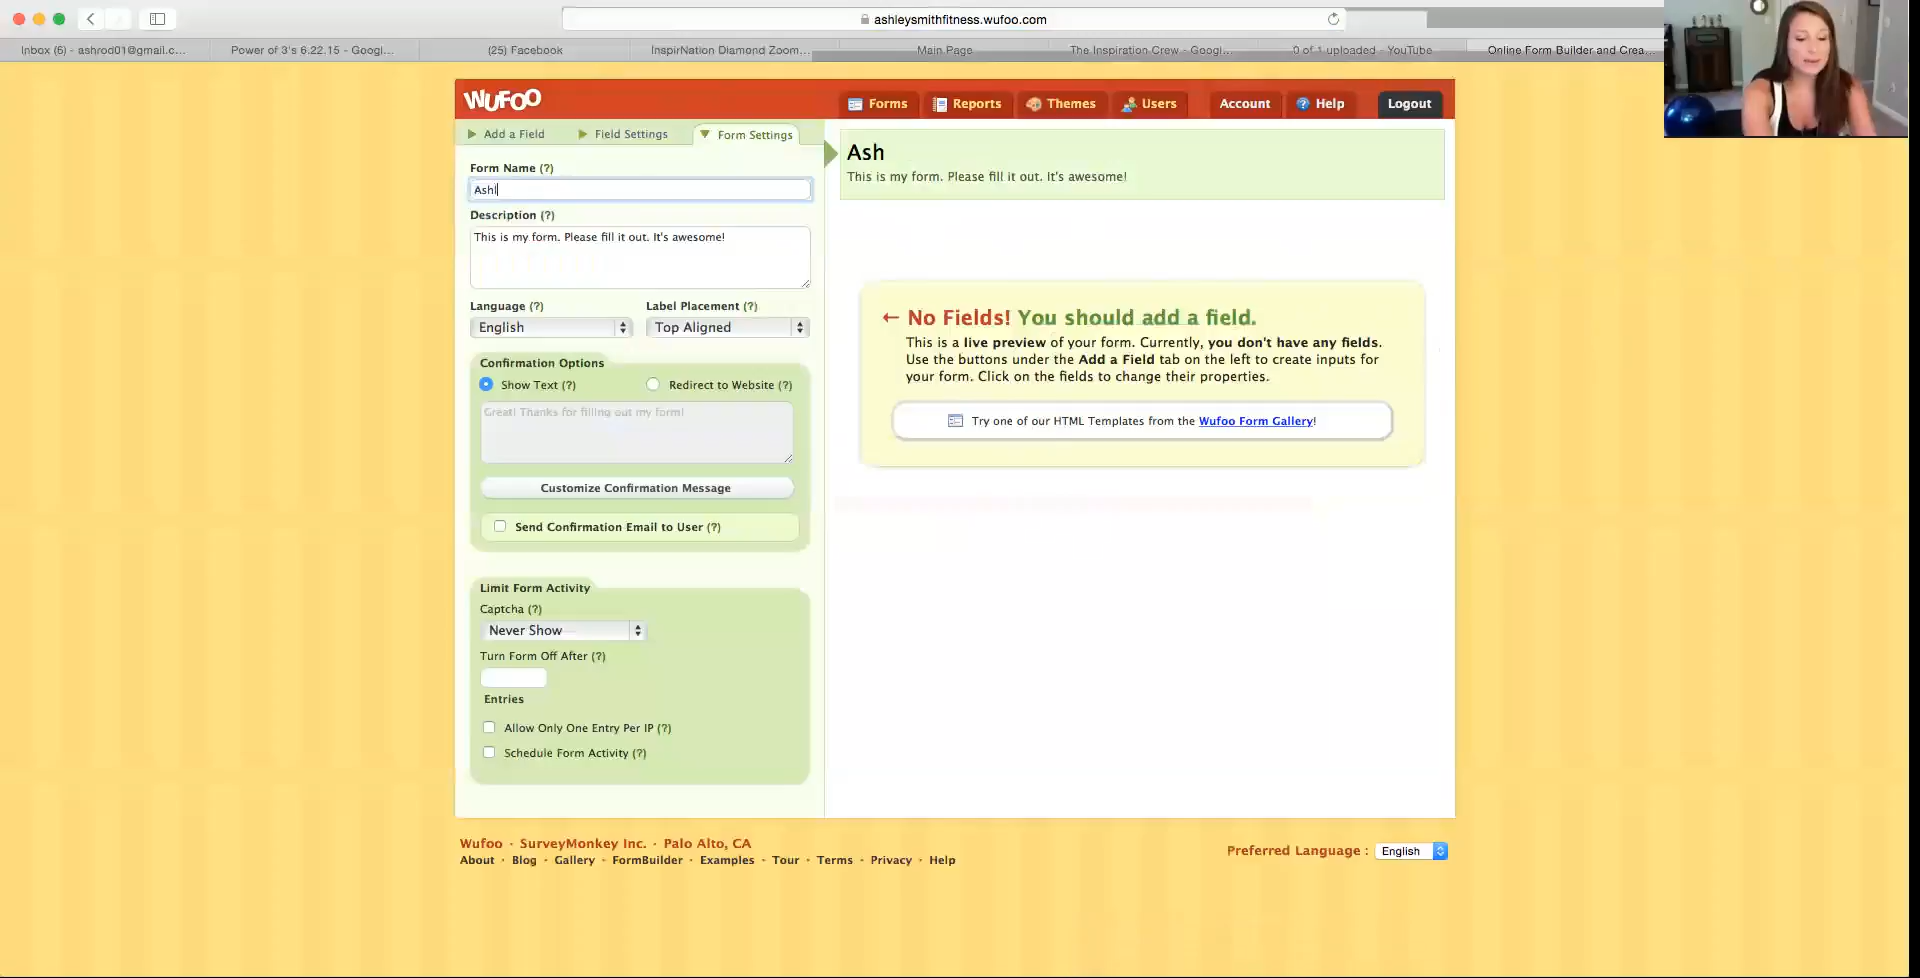 ashleysmithfitness.wufoo.com
Inbox (6) - ashrod01@gmail.c... Power of 3's 6.22.15 - Googl... (25) Facebook InspirNation Diamond Zoom... Main Page The Inspiration Crew - Googl... 0 of 1 uploaded - YouTube Online Form Builder and Crea...
WUFOO Forms Reports Themes Users Account Help Logout
Add a Field Field Settings Form Settings
Form Name (?)
Ashl
Description (?)
This is my form. Please fill it out. It's awesome!
Language (?) Label Placement (?)
English Top Aligned
Confirmation Options
Show Text (?) Redirect to Website (?)
Great! Thanks for filling out my form!
Customize Confirmation Message
Send Confirmation Email to User (?)
Limit Form Activity
Captcha (?)
Never Show
Turn Form Off After (?)
Entries
Allow Only One Entry Per IP (?)
Schedule Form Activity (?)
Ash
This is my form. Please fill it out. It's awesome!
← No Fields! You should add a field.
This is a live preview of your form. Currently, you don't have any fields.
Use the buttons under the Add a Field tab on the left to create inputs for
your form. Click on the fields to change their properties.
Try one of our HTML Templates from the Wufoo Form Gallery!
Wufoo · SurveyMonkey Inc. · Palo Alto, CA
About · Blog · Gallery · FormBuilder · Examples · Tour · Terms · Privacy · Help
Preferred Language : English